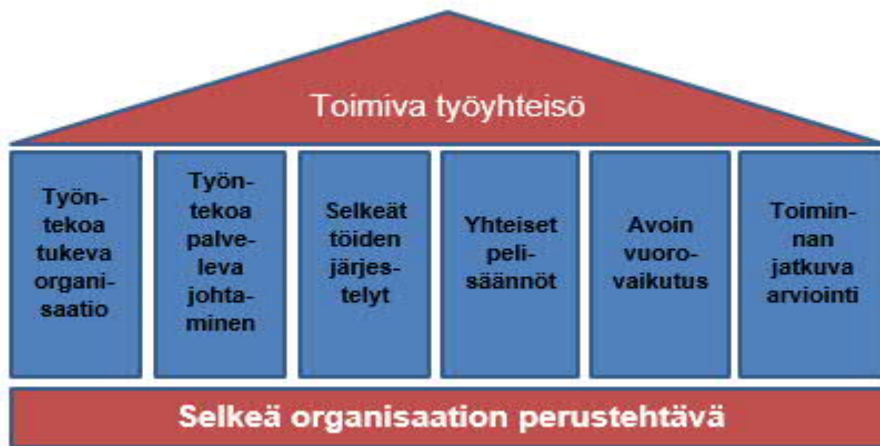 Toimiva työyhteisö
Työn-
tekoa
tukeva
organi-
saatio
Työn-
tekoa
palve-
leva
johta-
minen
Selkeät
töiden
järjes-
telyt
Yhteiset
peli-
säännöt
Avoin
vuoro-
vaikutus
Toimin-
nan
jatkuva
arviointi
Selkeä organisaation perustehtävä